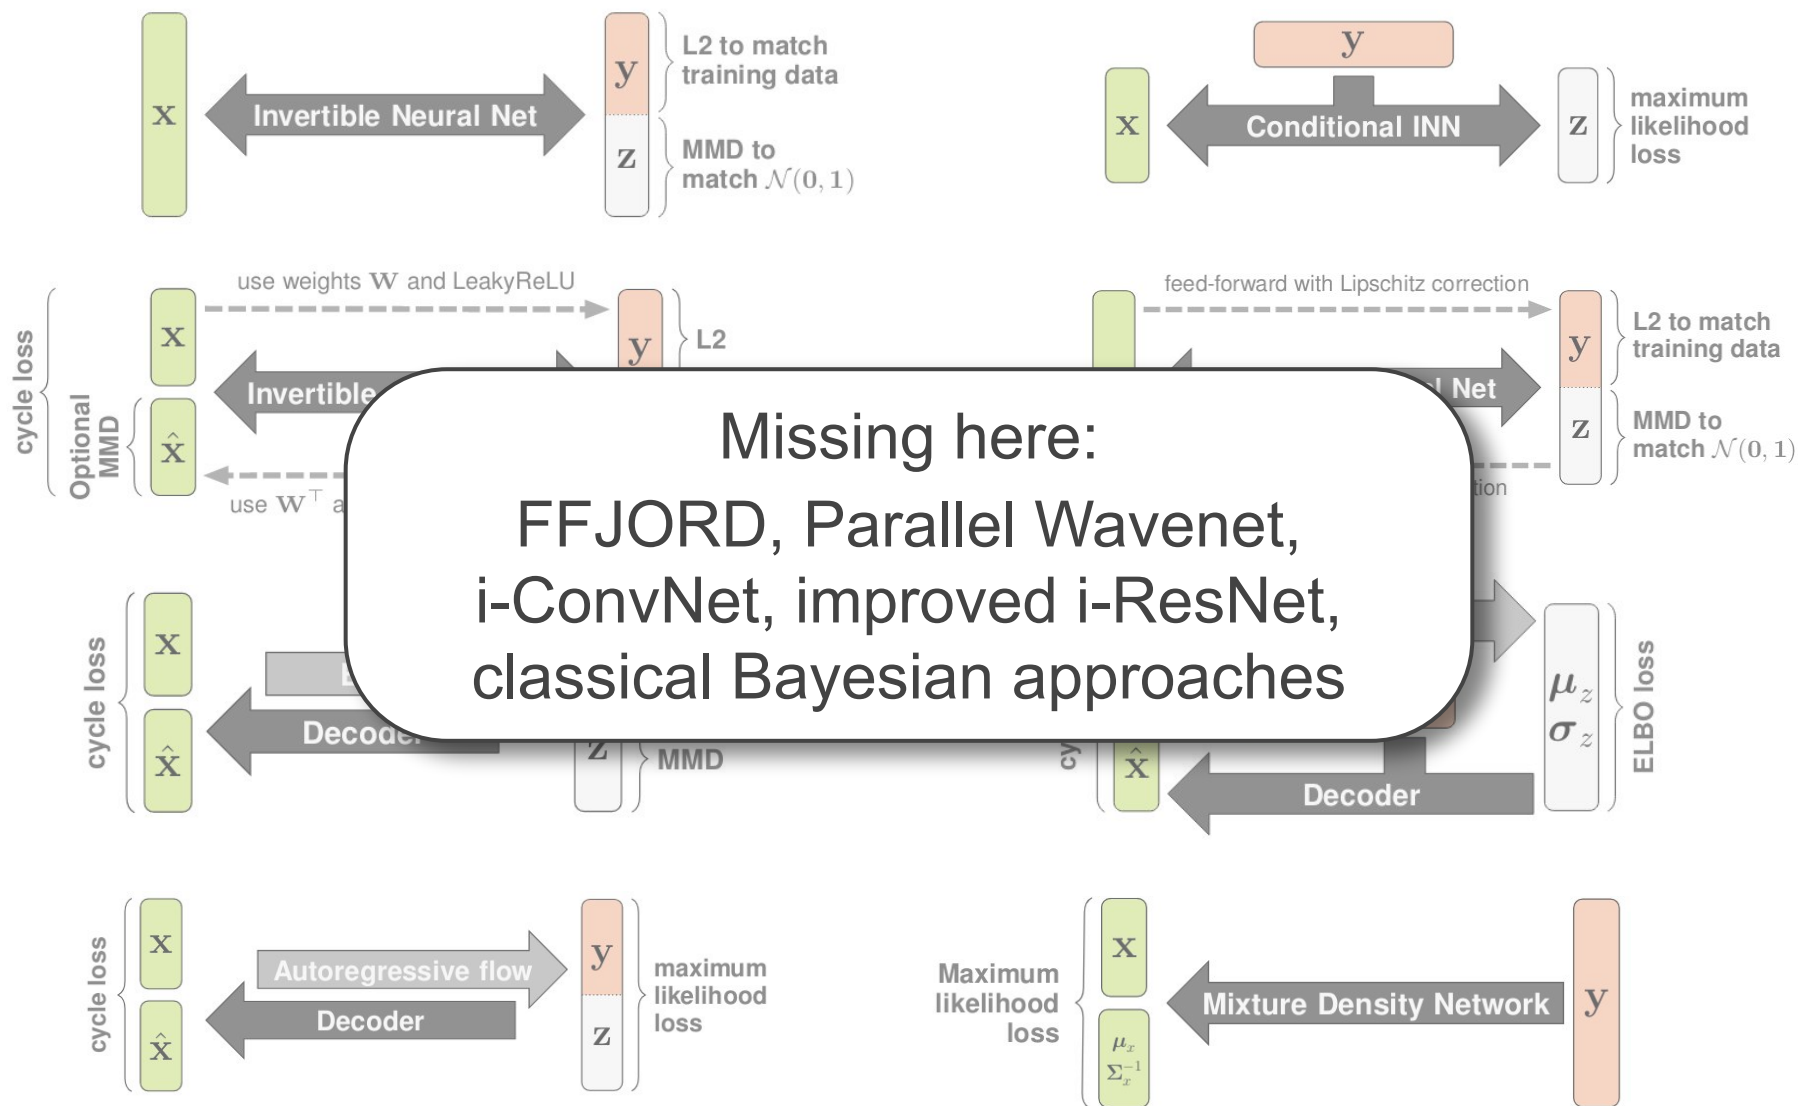 x
Invertible Neural Net
y
z
L2 to match
training data
MMD to
match 𝒩(0, 1)
y
x
Conditional INN
z
maximum
likelihood
loss
cycle loss
Optional
MMD
x
x̂
use weights W and LeakyReLU
Invertible
use W⊤ a
y
L2
feed-forward with Lipschitz correction
Net
y
z
L2 to match
training data
MMD to
match 𝒩(0, 1)
Missing here:
FFJORD, Parallel Wavenet,
i-ConvNet, improved i-ResNet,
classical Bayesian approaches
cycle loss
x
x̂
Decoder
z
MMD
x̂
Decoder
μz
σz
ELBO loss
cycle loss
x
x̂
Autoregressive flow
Decoder
y
z
maximum
likelihood
loss
Maximum
likelihood
loss
x
μx
Σx⁻¹
Mixture Density Network
y